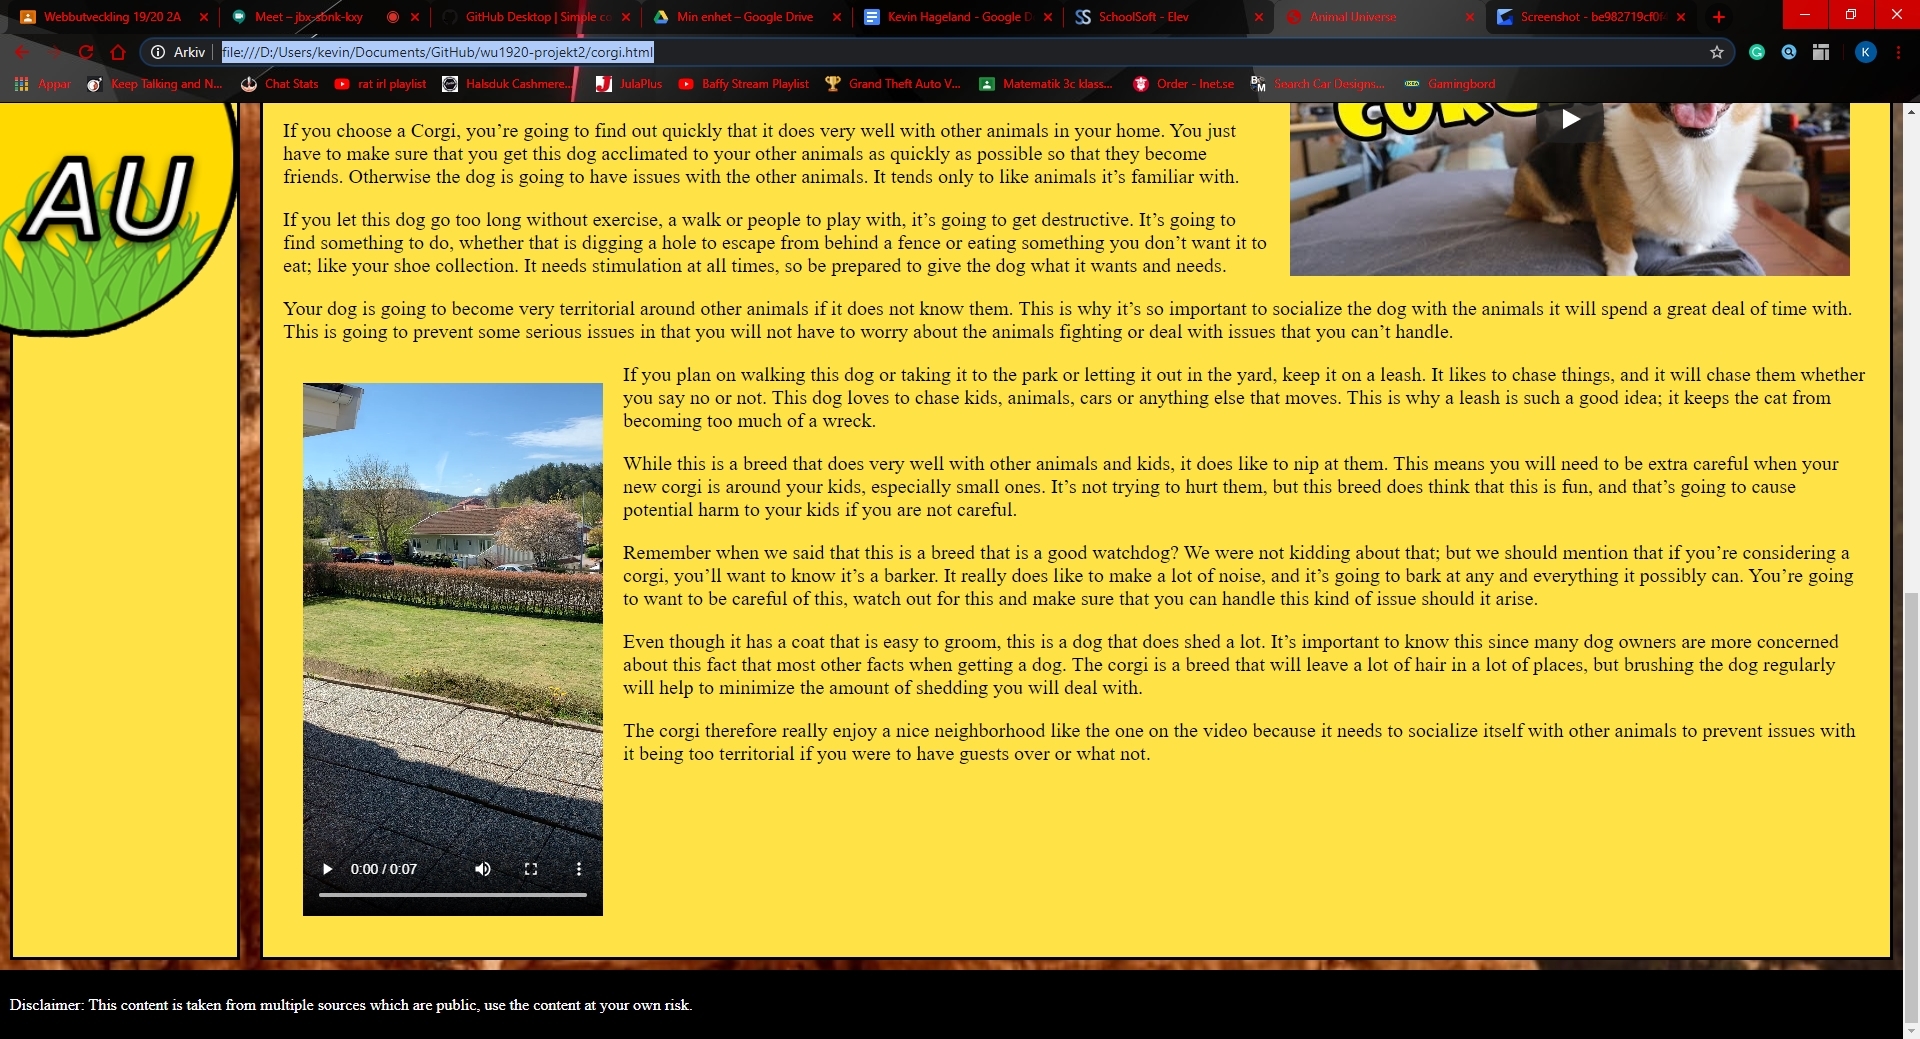 Webbutveckling 19/20 2A
Meet – jbx-sbnk-kxy
GitHub Desktop | Simple co
Min enhet – Google Drive
Kevin Hageland - Google D
SchoolSoft - Elev
Animal Universe
Screenshot - be982719cf0f4
Arkiv
file:///D:/Users/kevin/Documents/GitHub/wu1920-projekt2/corgi.html
K
Appar
Keep Talking and N...
Chat Stats
rat irl playlist
Halsduk Cashmere...
JulaPlus
Baffy Stream Playlist
Grand Theft Auto V...
Matematik 3c klass...
Order - Inet.se
Search Car Designs...
Gamingbord
AU
CORG
If you choose a Corgi, you’re going to find out quickly that it does very well with other animals in your home. You just
have to make sure that you get this dog acclimated to your other animals as quickly as possible so that they become
friends. Otherwise the dog is going to have issues with the other animals. It tends only to like animals it’s familiar with.
If you let this dog go too long without exercise, a walk or people to play with, it’s going to get destructive. It’s going to
find something to do, whether that is digging a hole to escape from behind a fence or eating something you don’t want it to
eat; like your shoe collection. It needs stimulation at all times, so be prepared to give the dog what it wants and needs.
Your dog is going to become very territorial around other animals if it does not know them. This is why it’s so important to socialize the dog with the animals it will spend a great deal of time with.
This is going to prevent some serious issues in that you will not have to worry about the animals fighting or deal with issues that you can’t handle.
If you plan on walking this dog or taking it to the park or letting it out in the yard, keep it on a leash. It likes to chase things, and it will chase them whether
you say no or not. This dog loves to chase kids, animals, cars or anything else that moves. This is why a leash is such a good idea; it keeps the cat from
becoming too much of a wreck.
While this is a breed that does very well with other animals and kids, it does like to nip at them. This means you will need to be extra careful when your
new corgi is around your kids, especially small ones. It’s not trying to hurt them, but this breed does think that this is fun, and that’s going to cause
potential harm to your kids if you are not careful.
Remember when we said that this is a breed that is a good watchdog? We were not kidding about that; but we should mention that if you’re considering a
corgi, you’ll want to know it’s a barker. It really does like to make a lot of noise, and it’s going to bark at any and everything it possibly can. You’re going
to want to be careful of this, watch out for this and make sure that you can handle this kind of issue should it arise.
Even though it has a coat that is easy to groom, this is a dog that does shed a lot. It’s important to know this since many dog owners are more concerned
about this fact that most other facts when getting a dog. The corgi is a breed that will leave a lot of hair in a lot of places, but brushing the dog regularly
will help to minimize the amount of shedding you will deal with.
The corgi therefore really enjoy a nice neighborhood like the one on the video because it needs to socialize itself with other animals to prevent issues with
it being too territorial if you were to have guests over or what not.
0:00 / 0:07
Disclaimer: This content is taken from multiple sources which are public, use the content at your own risk.